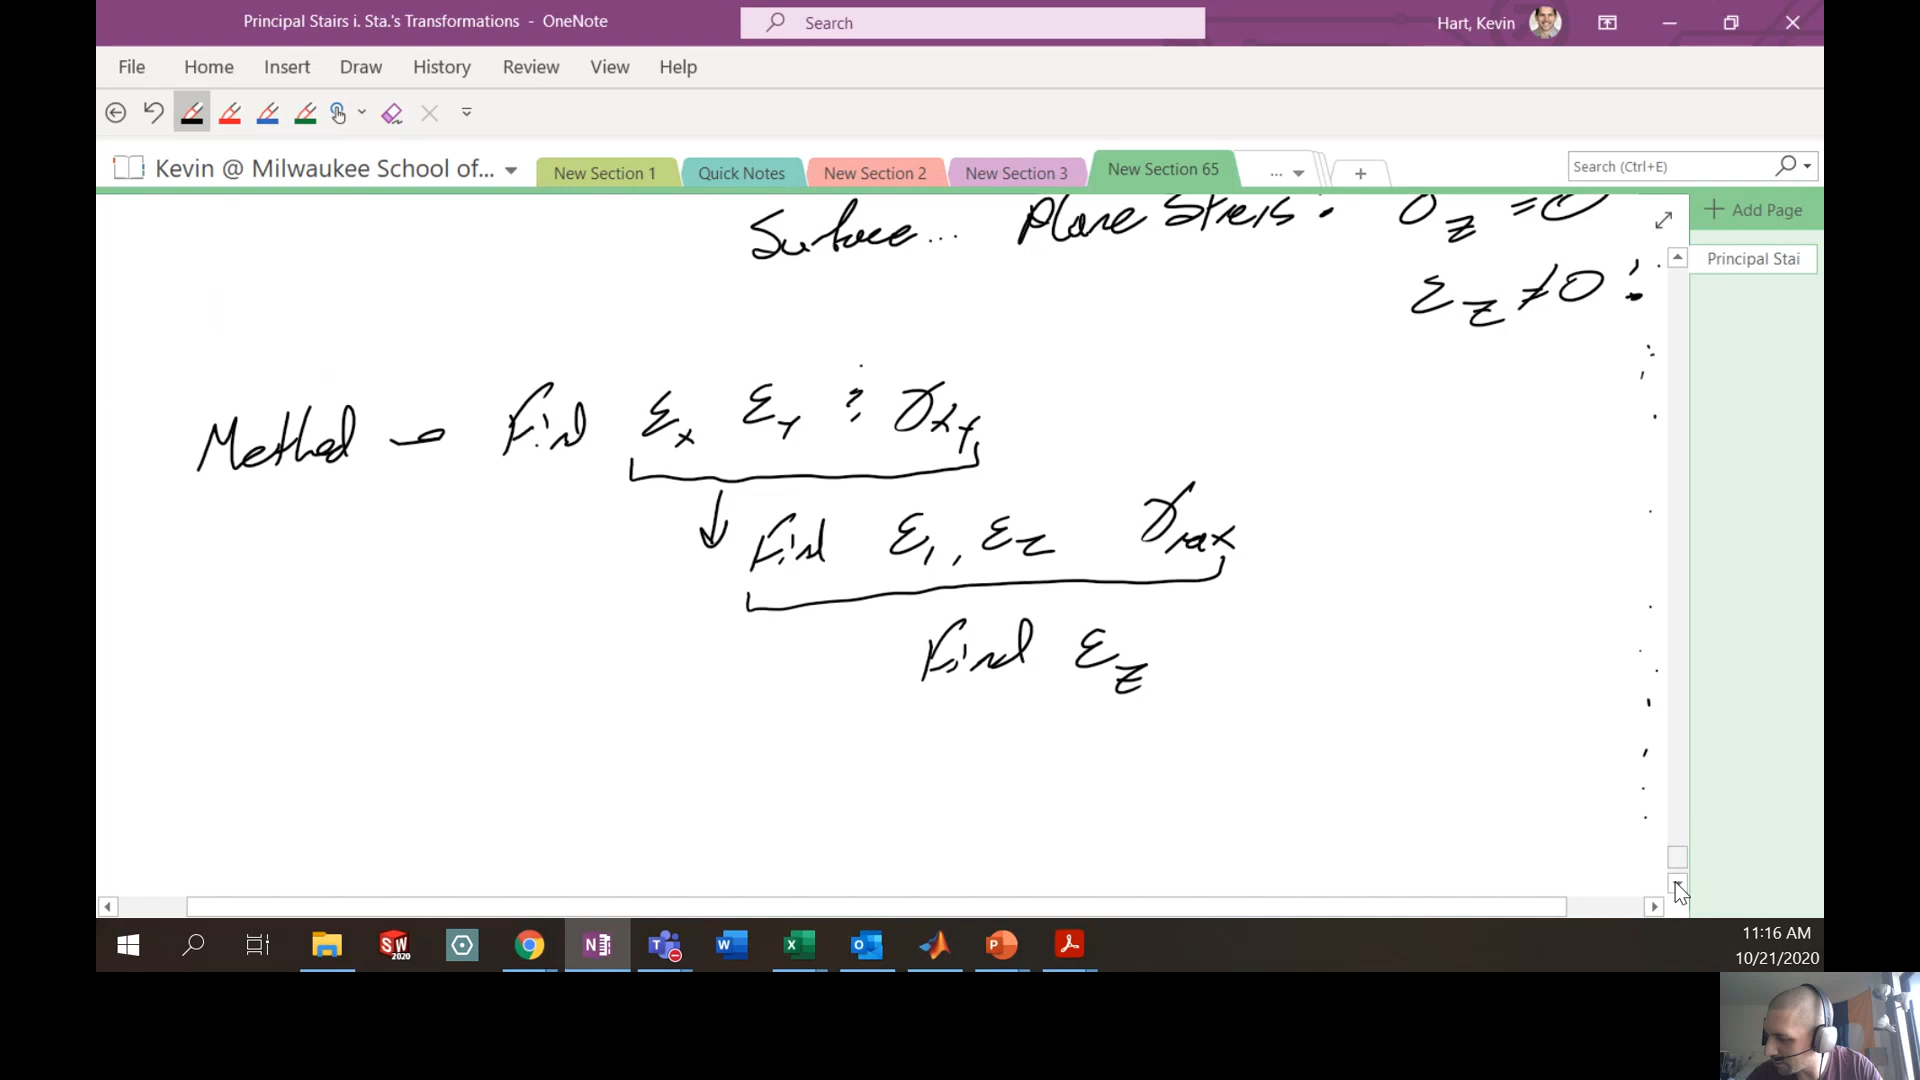 Principal Stairs i. Sta.'s Transformations - OneNote
Search
Hart, Kevin
File Home Insert Draw History Review View Help
Kevin @ Milwaukee School of...
New Section 1
Quick Notes
New Section 2
New Section 3
New Section 65
...
Search (Ctrl+E)
Add Page
Principal Stai
Surface... Plane Stress: σz =0
εz ≠0 !
Method → Find εx εy & γxy
↓ Find ε1, ε2 γmax
Find εz
SW
2020
N
T
W
X
O
P
11:16 AM
10/21/2020